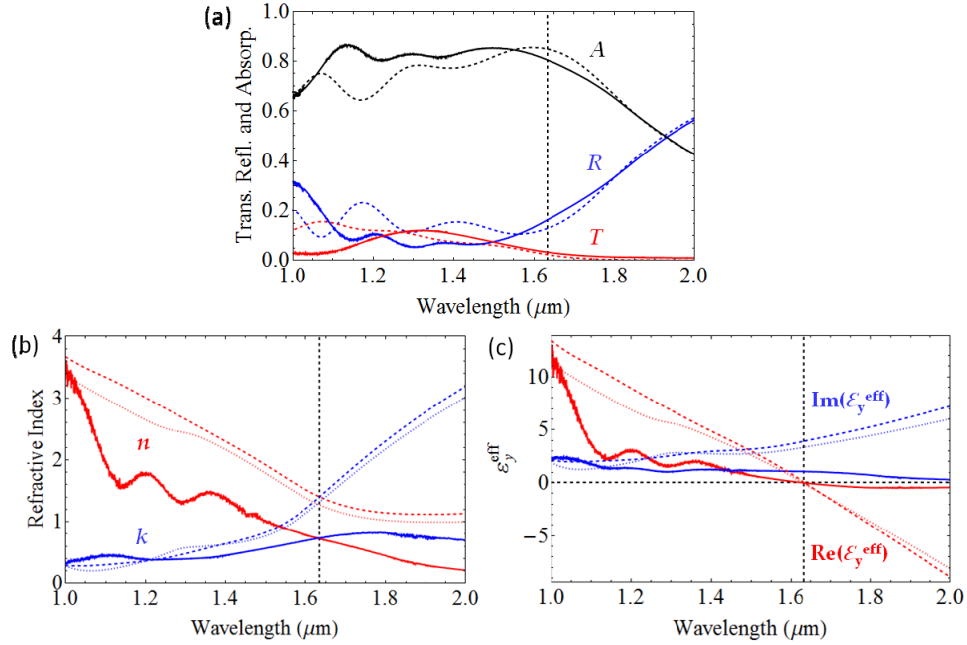 (a)
Trans. Refl. and Absorp.
1.0
0.8
0.6
0.4
0.2
0.0
A
R
T
1.0 1.2 1.4 1.6 1.8 2.0
Wavelength (μm)
(b)
Refractive Index
4
3
2
1
0
n
k
1.0 1.2 1.4 1.6 1.8 2.0
Wavelength (μm)
(c)
ε_y^eff
10
5
0
−5
Im(ε_y^eff)
Re(ε_y^eff)
1.0 1.2 1.4 1.6 1.8 2.0
Wavelength (μm)